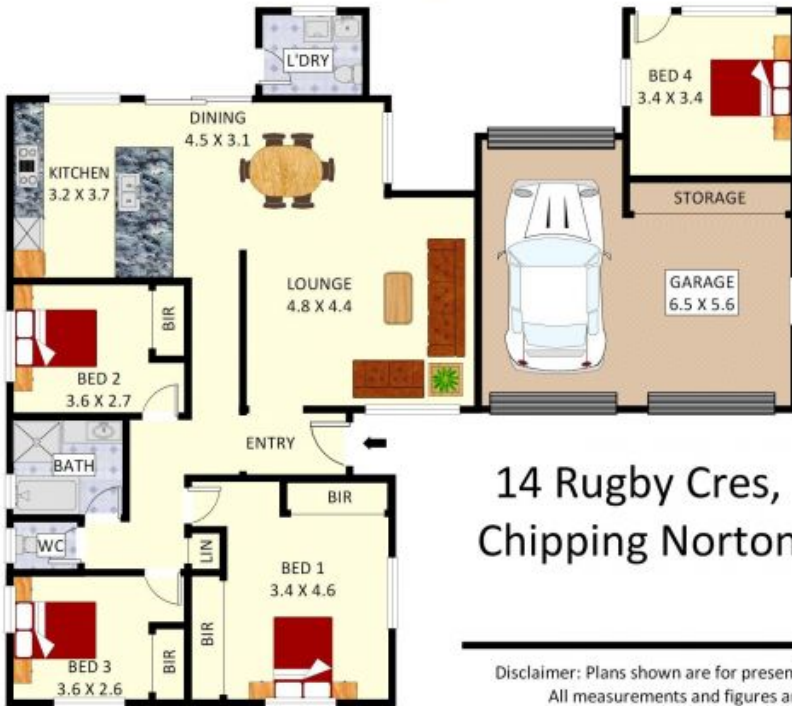 L'DRY
BED 4
3.4 X 3.4
DINING
4.5 X 3.1
KITCHEN
3.2 X 3.7
STORAGE
LOUNGE
4.8 X 4.4
GARAGE
6.5 X 5.6
BIR
BED 2
3.6 X 2.7
ENTRY
BATH
BIR
WC
LIN
BED 1
3.4 X 4.6
BIR
BED 3
3.6 X 2.6
BIR
14 Rugby Cres,
Chipping Norton
Disclaimer: Plans shown are for presen
All measurements and figures a